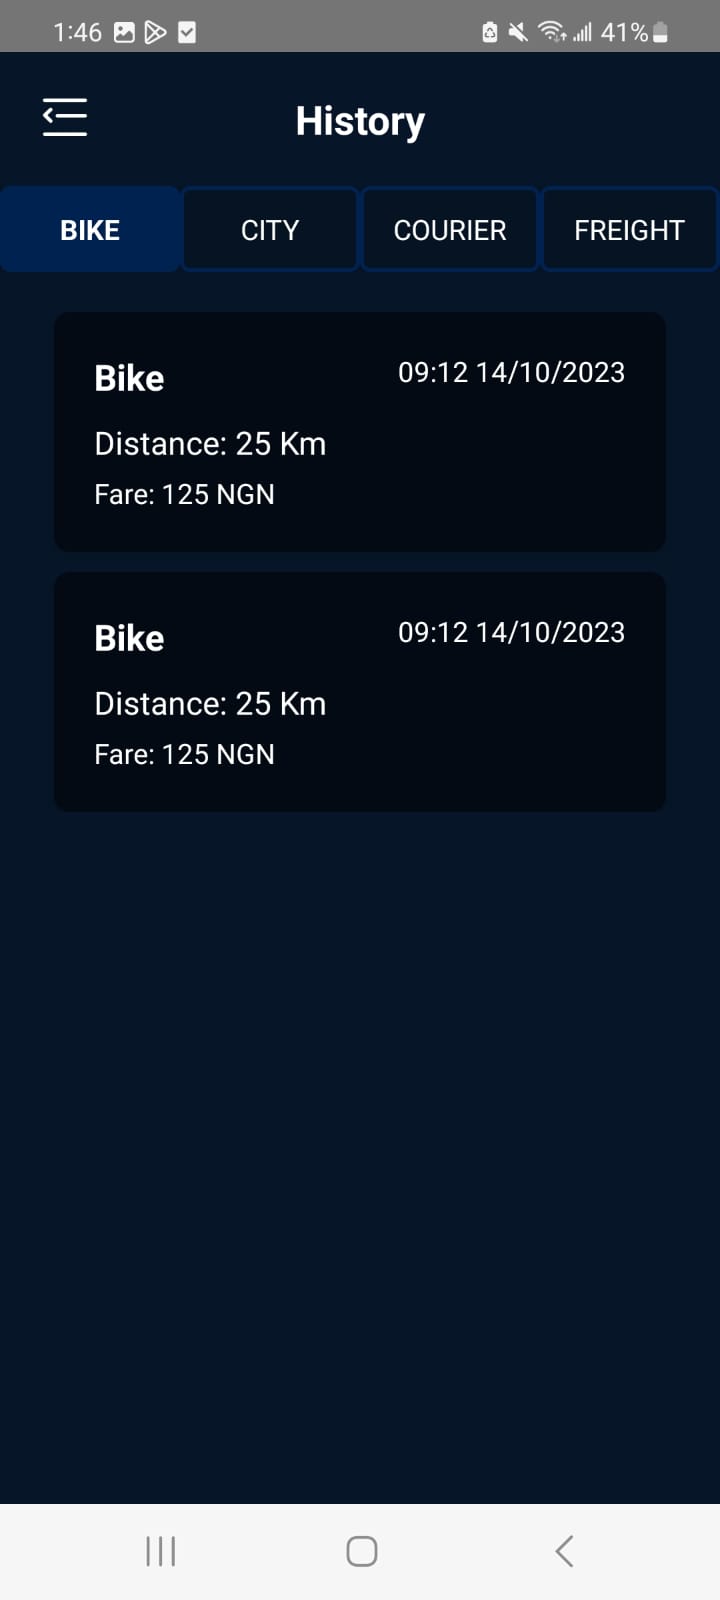 1:46 41%
History
BIKE CITY COURIER FREIGHT
Bike 09:12 14/10/2023
Distance: 25 Km
Fare: 125 NGN
Bike 09:12 14/10/2023
Distance: 25 Km
Fare: 125 NGN